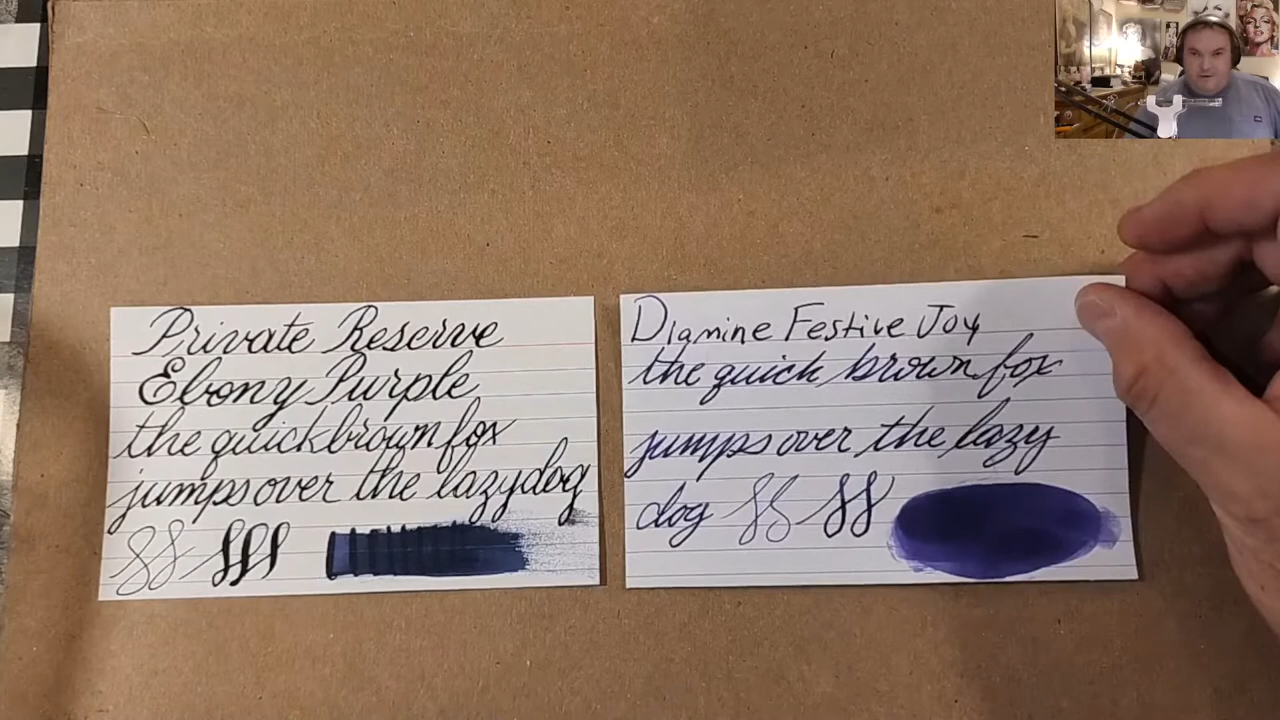 Private Reserve
Ebony Purple
the quick brown fox
jumps over the lazy dog
Diamine Festive Joy
the quick brown fox
jumps over the lazy
dog